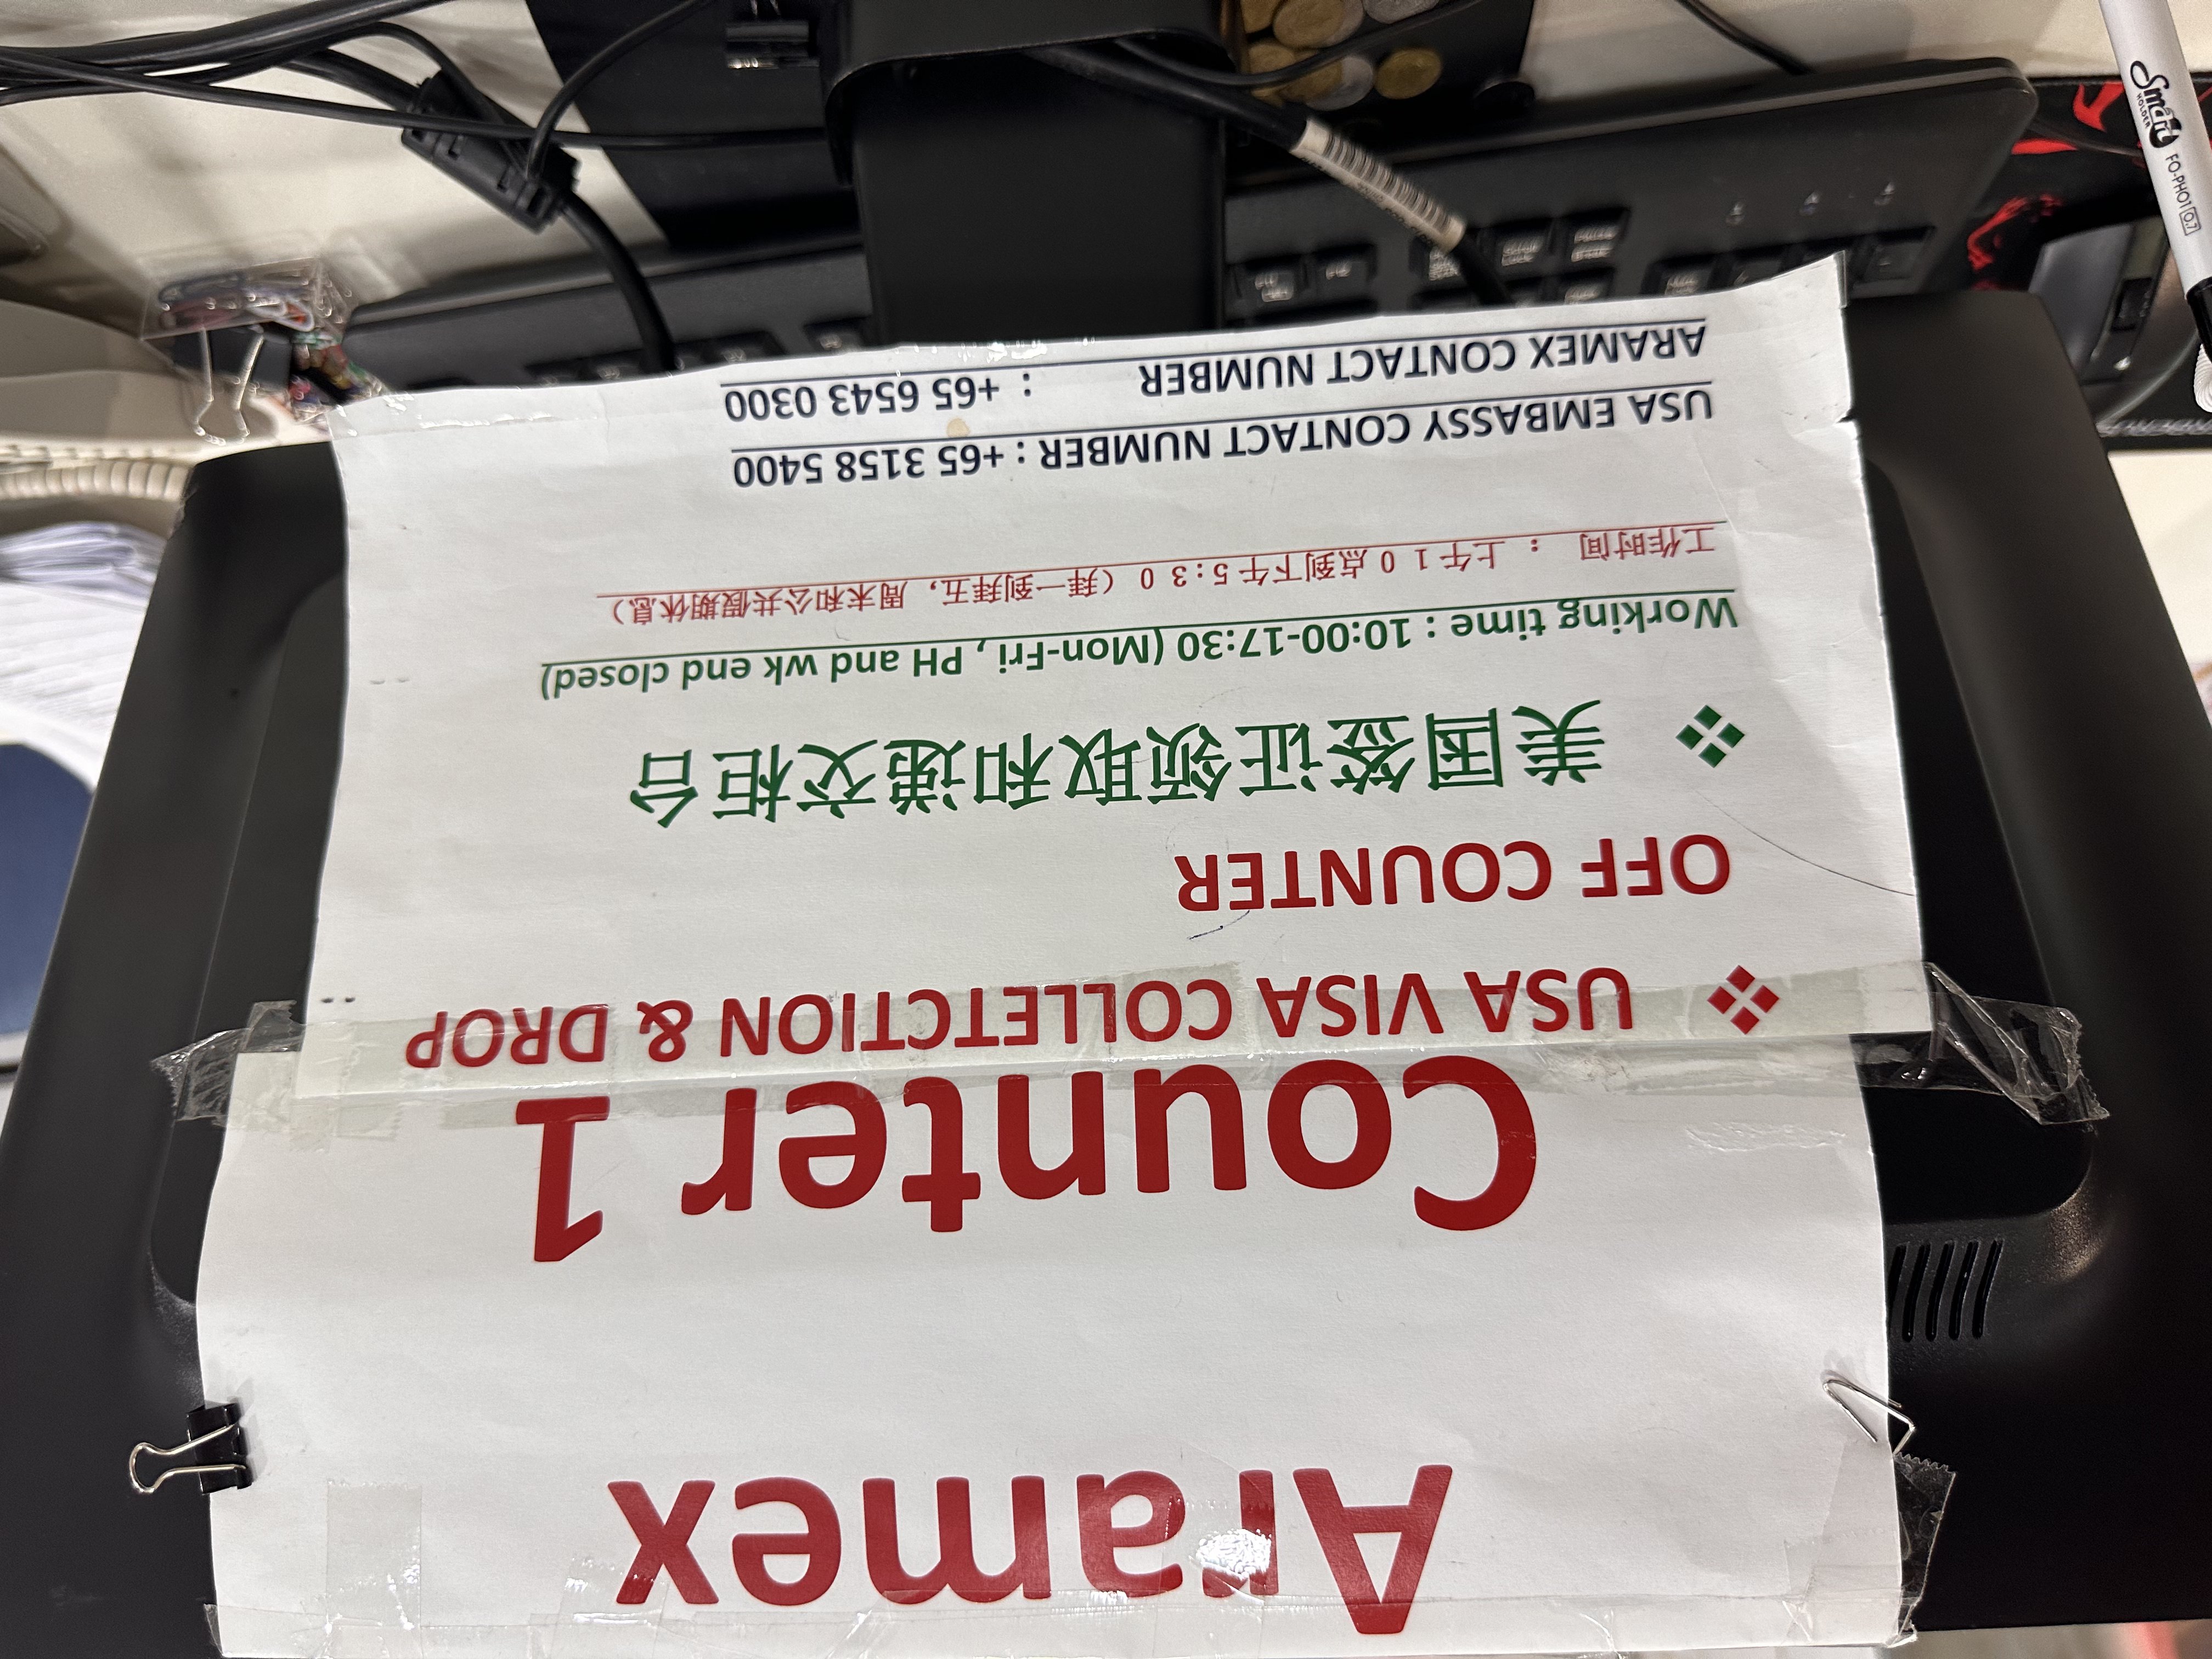 Aramex
Counter 1
❖ USA VISA COLLETCTION & DROP
OFF COUNTER
❖ 美国签证领取和递交柜台
Working time : 10:00-17:30 (Mon-Fri , PH and wk end closed)
工作时间 ：上午10点到下午5:30（拜一到拜五，周末和公共假期休息）
USA EMBASSY CONTACT NUMBER : +65 3158 5400
ARAMEX CONTACT NUMBER : +65 6543 0300
Smart HOLDER FO-PH01 0.7